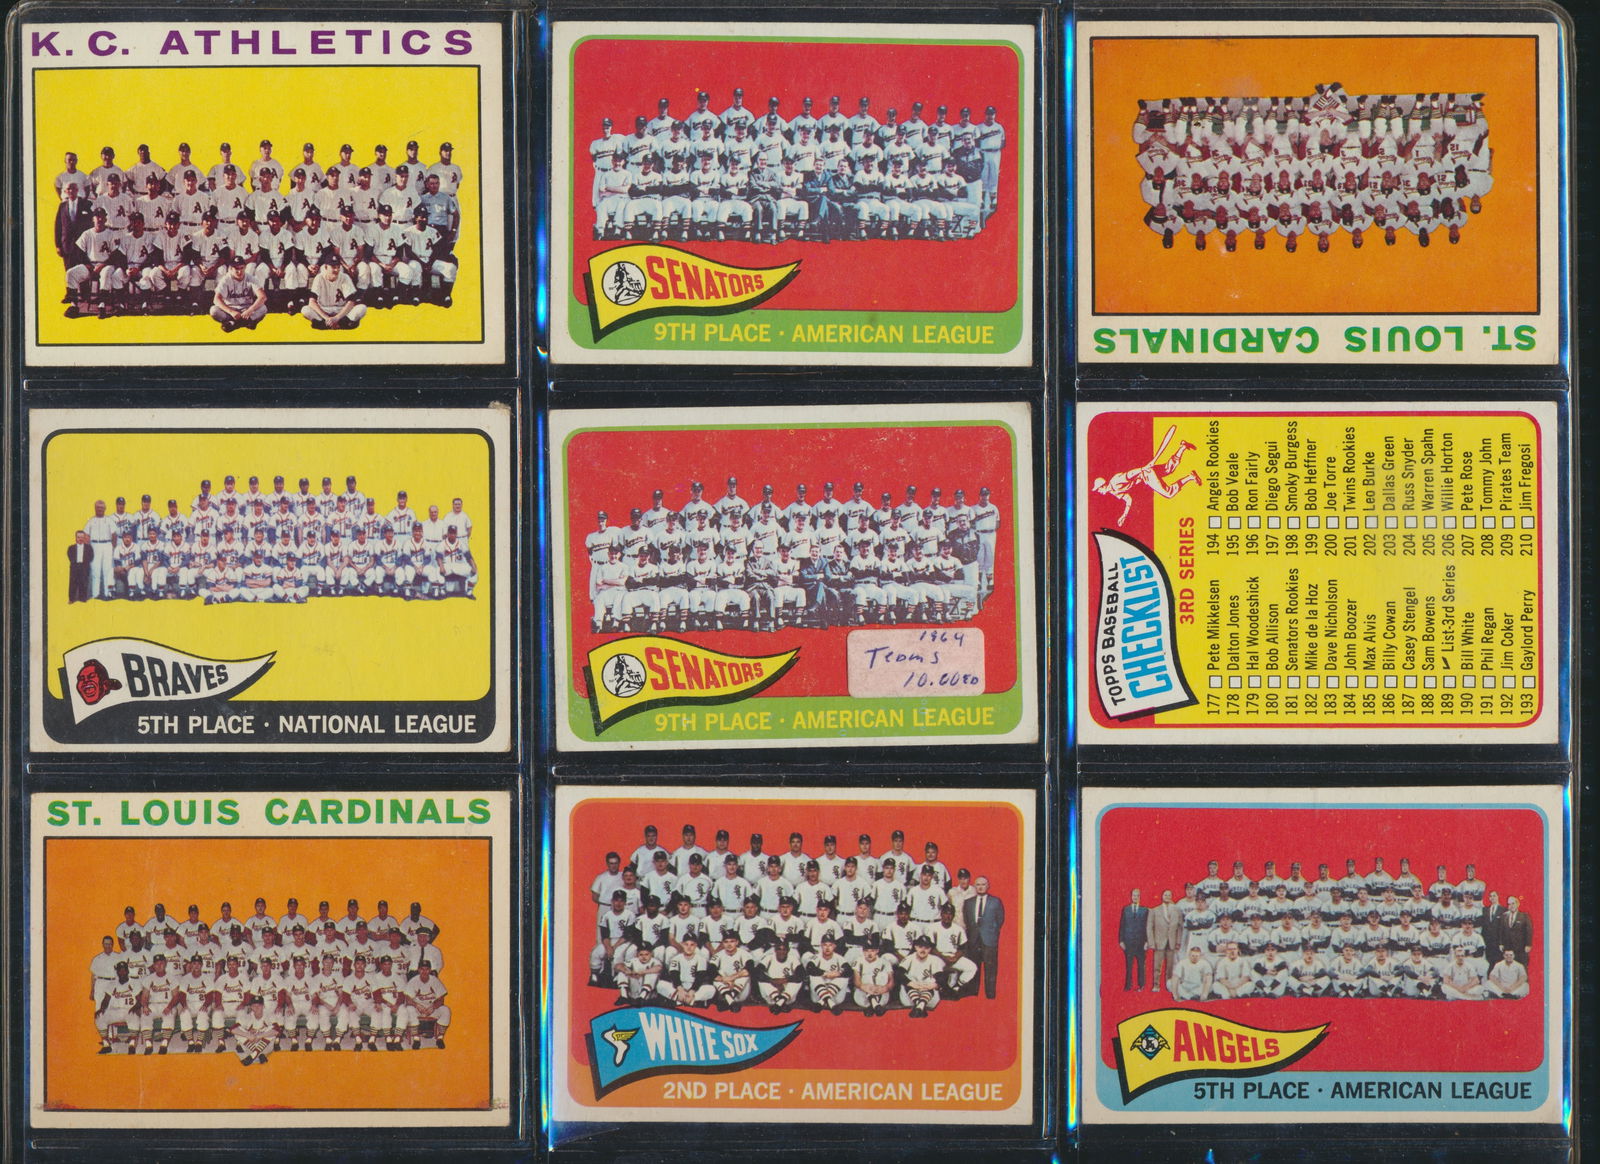 K. C. ATHLETICS
SENATORS
9TH PLACE · AMERICAN LEAGUE
ST. LOUIS CARDINALS
BRAVES
5TH PLACE · NATIONAL LEAGUE
SENATORS
1964
Teams
10.00
9TH PLACE · AMERICAN LEAGUE
TOPPS BASEBALL
CHECKLIST
3RD SERIES
177 Pete Mikkelsen
178 Dalton Jones
179 Hal Woodeshick
180 Bob Allison
181 Senators Rookies
182 Mike de la Hoz
183 Dave Nicholson
184 John Boozer
185 Max Alvis
186 Billy Cowan
187 Casey Stengel
188 Sam Bowens
189 ✓ List-3rd Series
190 Bill White
191 Phil Regan
192 Jim Coker
193 Gaylord Perry
194 Angels Rookies
195 Bob Veale
196 Ron Fairly
197 Diego Segui
198 Smoky Burgess
199 Bob Heffner
200 Joe Torre
201 Twins Rookies
202 Leo Burke
203 Dallas Green
204 Russ Snyder
205 Warren Spahn
206 Willie Horton
207 Pete Rose
208 Tommy John
209 Pirates Team
210 Jim Fregosi
ST. LOUIS CARDINALS
WHITE SOX
2ND PLACE · AMERICAN LEAGUE
ANGELS
5TH PLACE · AMERICAN LEAGUE